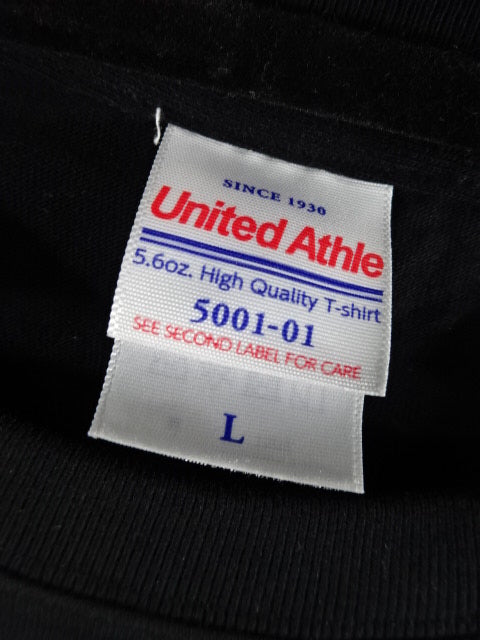 SINCE 1930
United Athle
5.6oz. High Quality T-shirt
5001-01
SEE SECOND LABEL FOR CARE
L